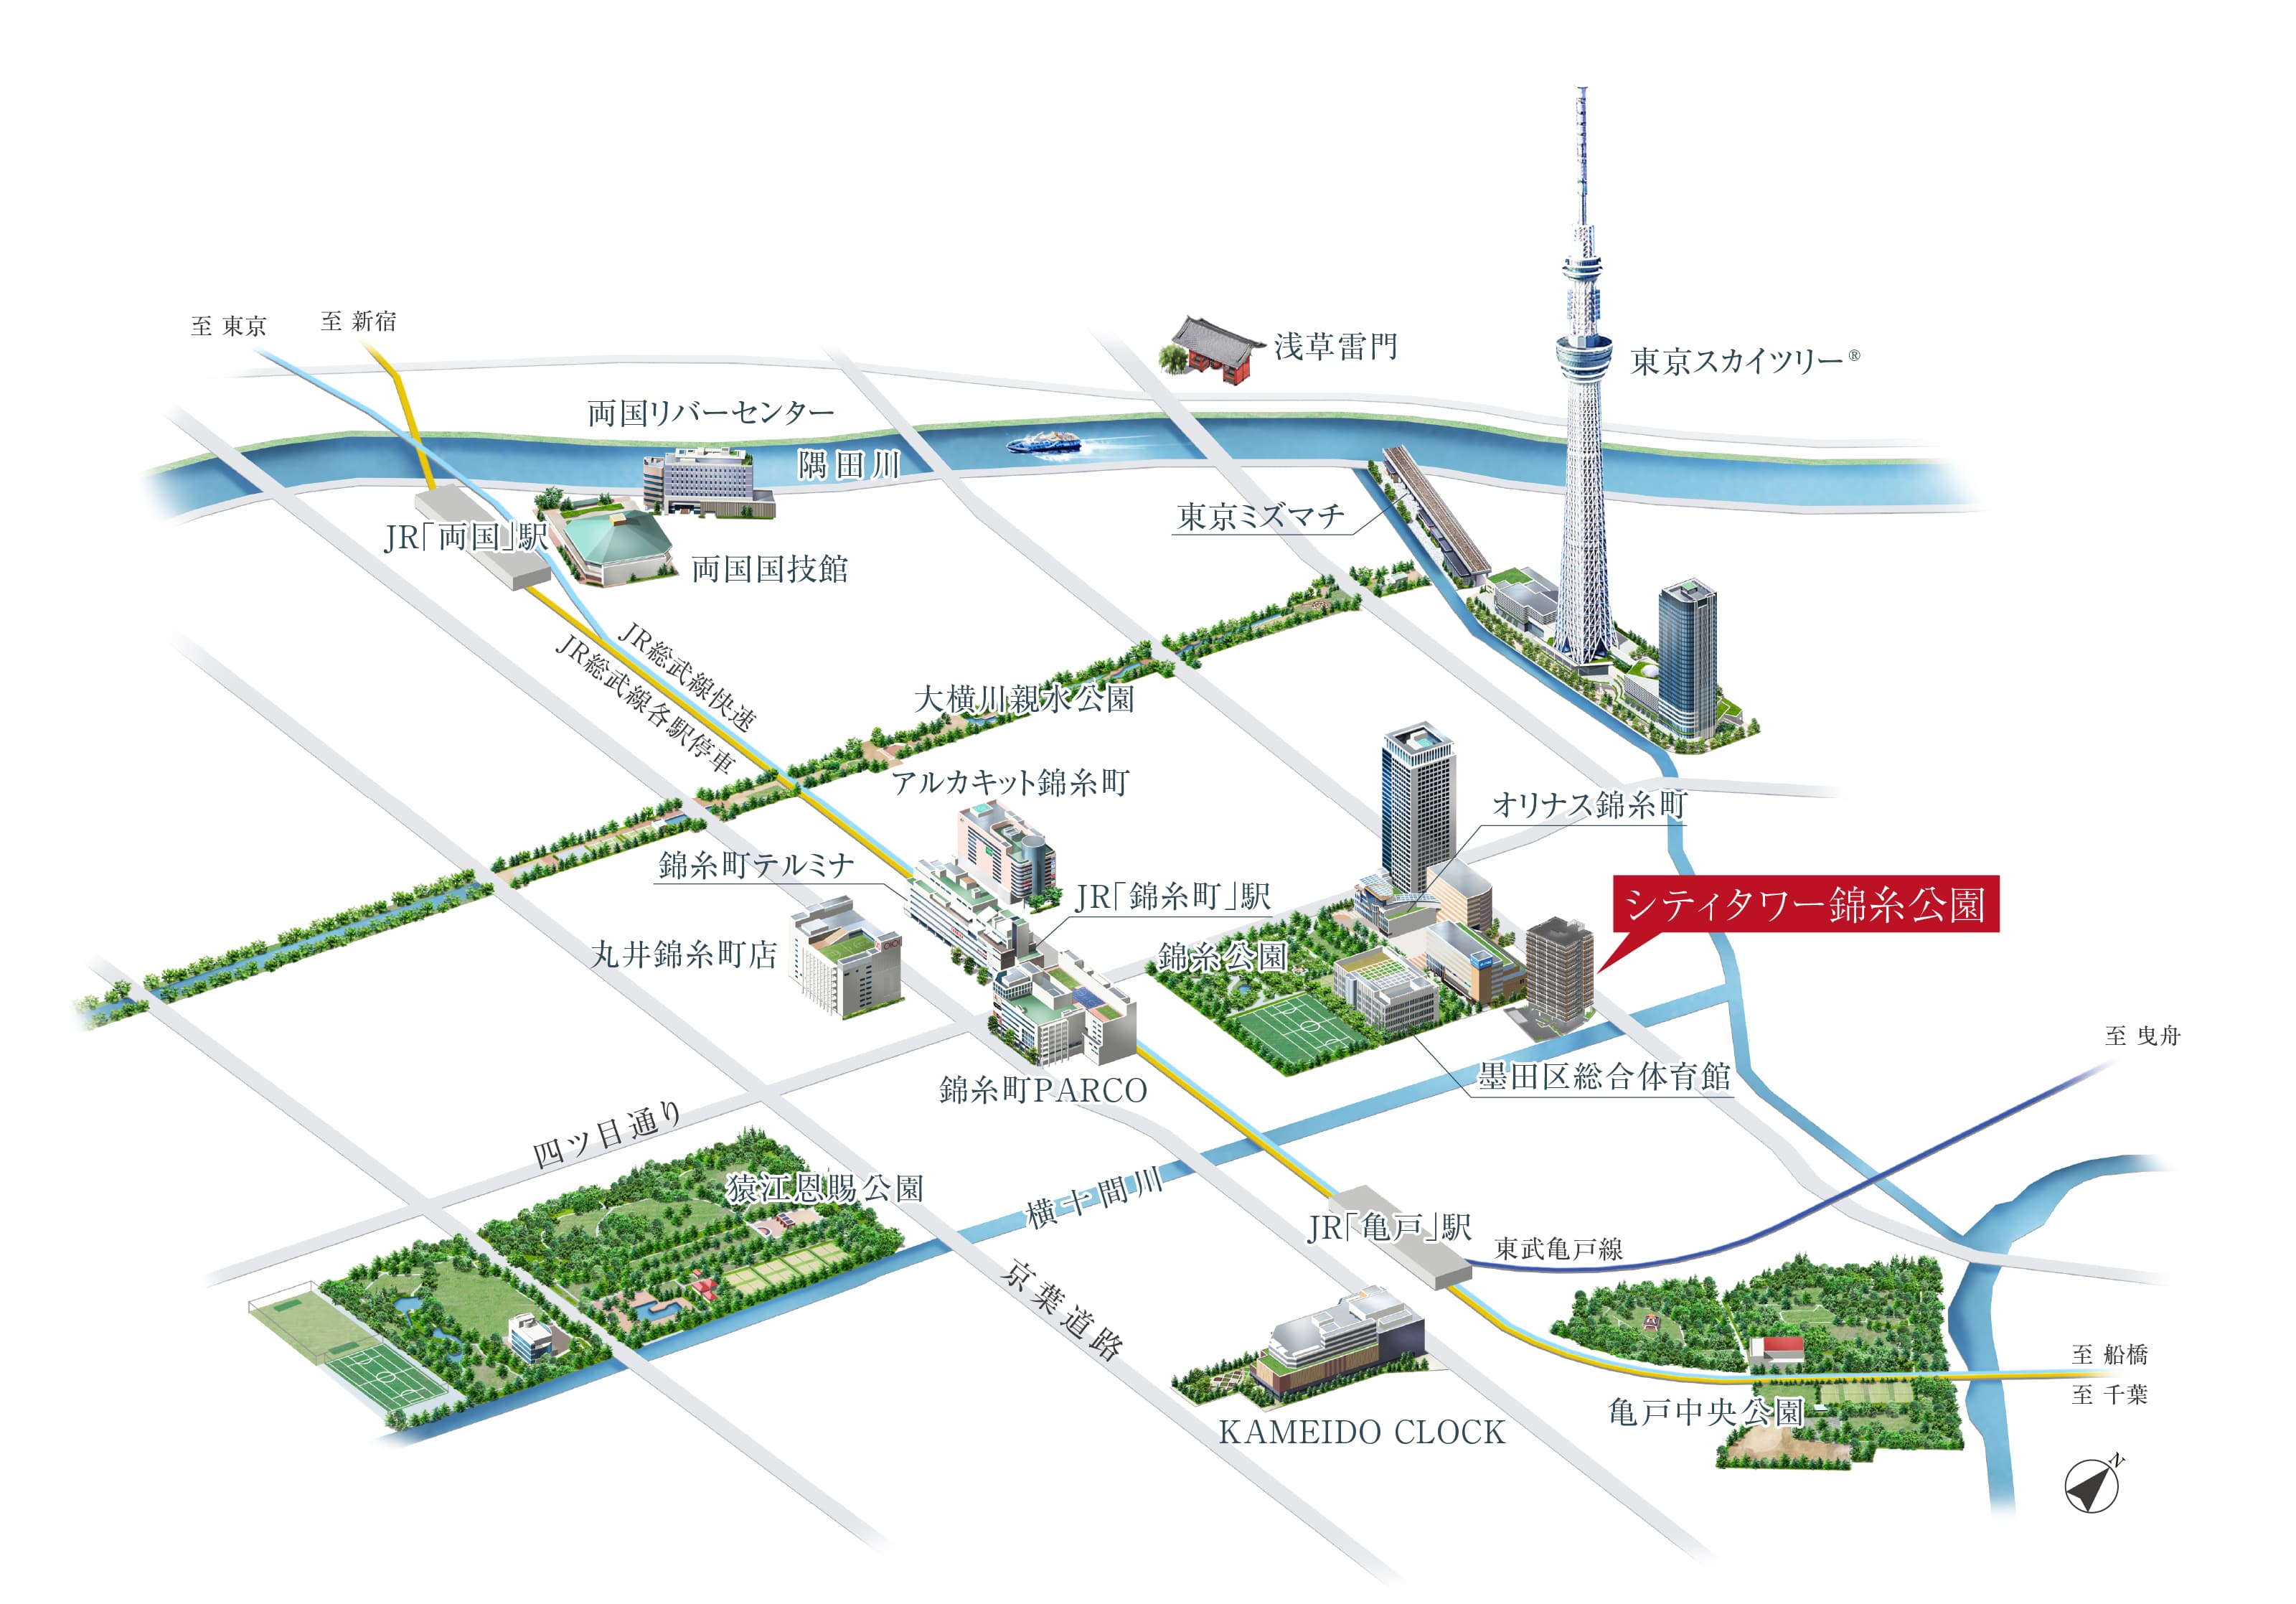 至 東京
至 新宿
浅草雷門
東京スカイツリー®
両国リバーセンター
隅田川
JR「両国」駅
両国国技館
東京ミズマチ
JR総武線快速
JR総武線各駅停車
大横川親水公園
アルカキット錦糸町
オリナス錦糸町
錦糸町テルミナ
JR「錦糸町」駅
シティタワー錦糸公園
丸井錦糸町店
錦糸公園
至 曳舟
墨田区総合体育館
錦糸町PARCO
四ツ目通り
猿江恩賜公園
横十間川
JR「亀戸」駅
東武亀戸線
京葉道路
至 船橋
至 千葉
亀戸中央公園
KAMEIDO CLOCK
N